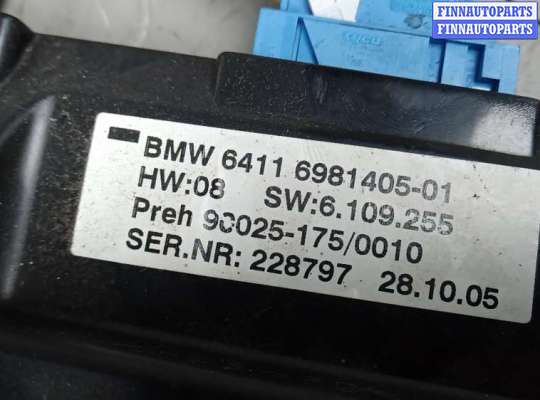 FINNAUTOPARTS
FINNAUTOPARTS
BMW 6411 6981405-01
HW:08 SW:6.109.255
Preh 90025-175/0010
SER.NR: 228797 28.10.05